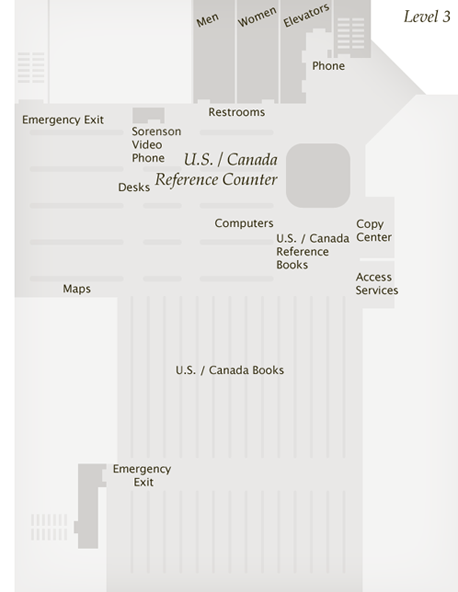 Level 3
Men
Women
Elevators
Phone
Restrooms
Emergency Exit
Sorenson
Video
Phone
U.S. / Canada
Reference Counter
Desks
Computers
U.S. / Canada
Reference
Books
Copy
Center
Access
Services
Maps
U.S. / Canada Books
Emergency
Exit